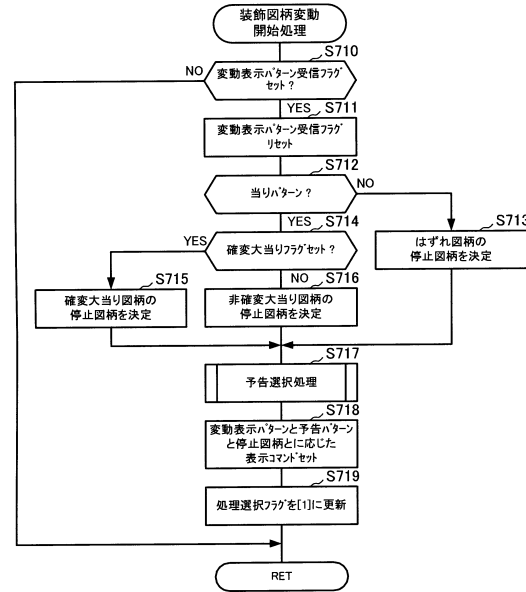 装飾図柄変動
開始処理
S710
NO
変動表示ﾊﾟﾀｰﾝ受信ﾌﾗｸﾞ
ｾｯﾄ?
YES
S711
変動表示ﾊﾟﾀｰﾝ受信ﾌﾗｸﾞ
ﾘｾｯﾄ
S712
当りﾊﾟﾀｰﾝ?
NO
YES
S714
S713
YES
確変大当りﾌﾗｸﾞｾｯﾄ?
はずれ図柄の
停止図柄を決定
S715
NO
S716
確変大当り図柄の
停止図柄を決定
非確変大当り図柄の
停止図柄を決定
S717
予告選択処理
S718
変動表示ﾊﾟﾀｰﾝと予告ﾊﾟﾀｰﾝ
と停止図柄とに応じた
表示ｺﾏﾝﾄﾞｾｯﾄ
S719
処理選択ﾌﾗｸﾞを[1]に更新
RET